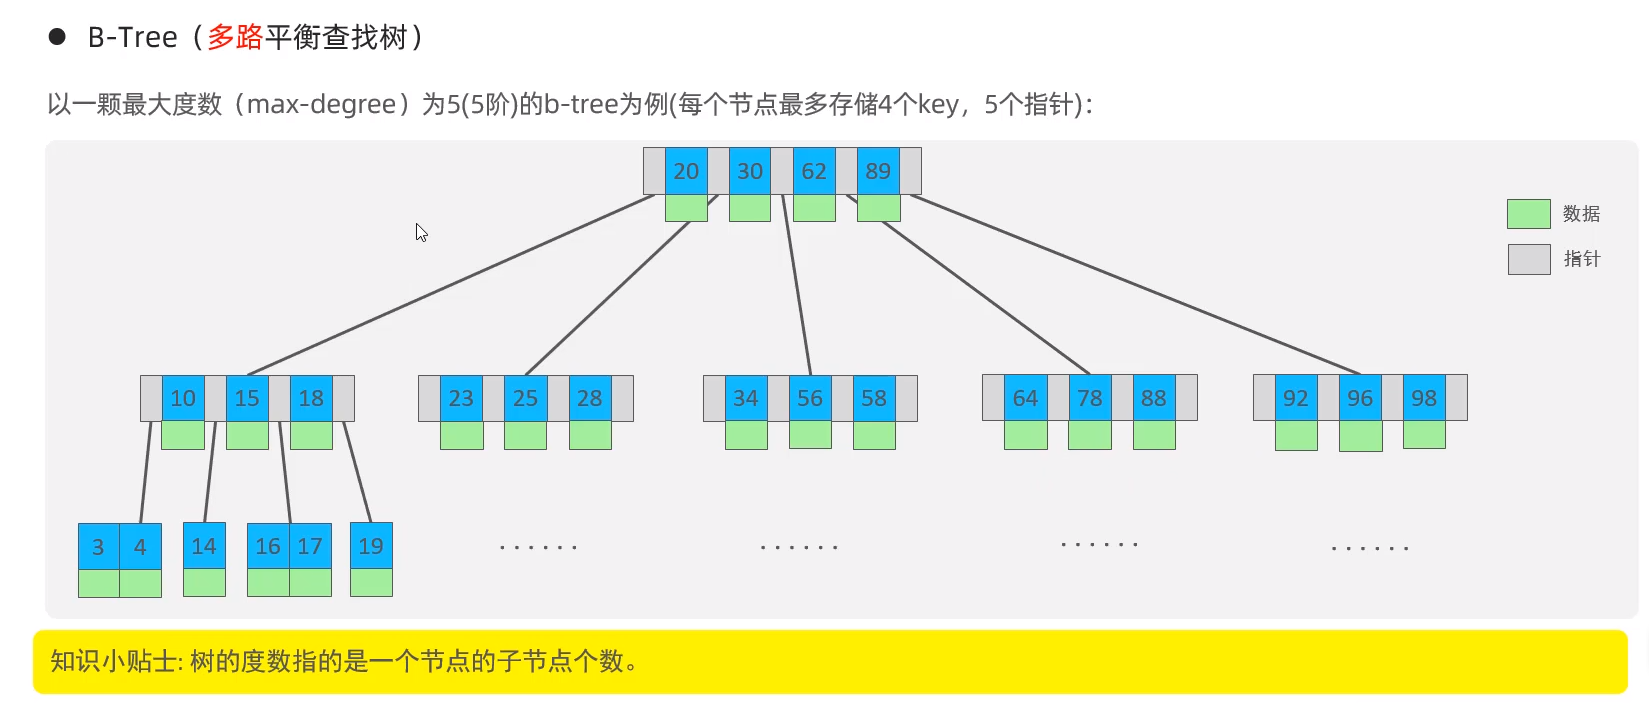 ● B-Tree（多路平衡查找树）
以一颗最大度数（max-degree）为5(5阶)的b-tree为例(每个节点最多存储4个key，5个指针)：
20 30 62 89
数据
指针
10 15 18 23 25 28 34 56 58 64 78 88 92 96 98
3 4 14 16 17 19 ······ ······ ······ ······
知识小贴士: 树的度数指的是一个节点的子节点个数。